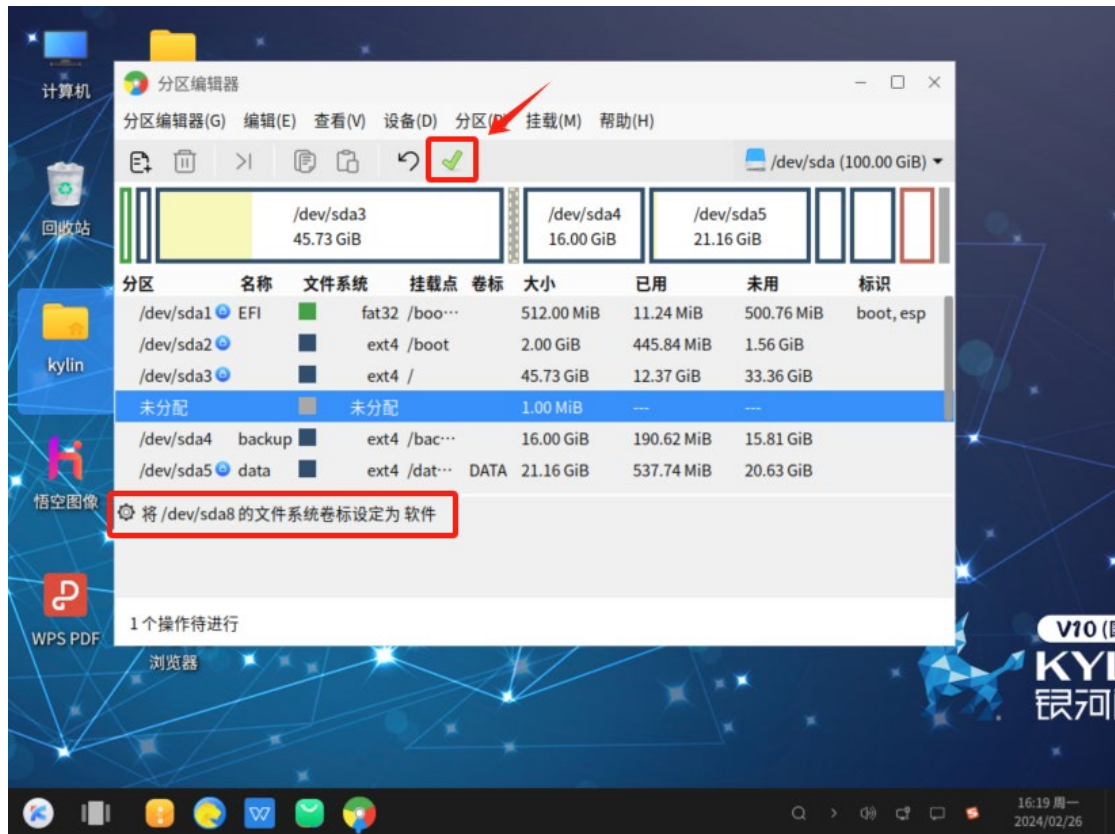 计算机
回收站
kylin
悟空图像
WPS PDF
浏览器
分区编辑器
分区编辑器(G) 编辑(E) 查看(V) 设备(D) 分区(P) 挂载(M) 帮助(H)
/dev/sda (100.00 GiB)
/dev/sda3
45.73 GiB
/dev/sda4
16.00 GiB
/dev/sda5
21.16 GiB
分区 名称 文件系统 挂载点 卷标 大小 已用 未用 标识
/dev/sda1 EFI fat32 /boo… 512.00 MiB 11.24 MiB 500.76 MiB boot, esp
/dev/sda2 ext4 /boot 2.00 GiB 445.84 MiB 1.56 GiB
/dev/sda3 ext4 / 45.73 GiB 12.37 GiB 33.36 GiB
未分配 未分配 1.00 MiB --- ---
/dev/sda4 backup ext4 /bac… 16.00 GiB 190.62 MiB 15.81 GiB
/dev/sda5 data ext4 /dat… DATA 21.16 GiB 537.74 MiB 20.63 GiB
将 /dev/sda8 的文件系统卷标设定为 软件
1 个操作待进行
V10
KY
银河
16:19 周一
2024/02/26